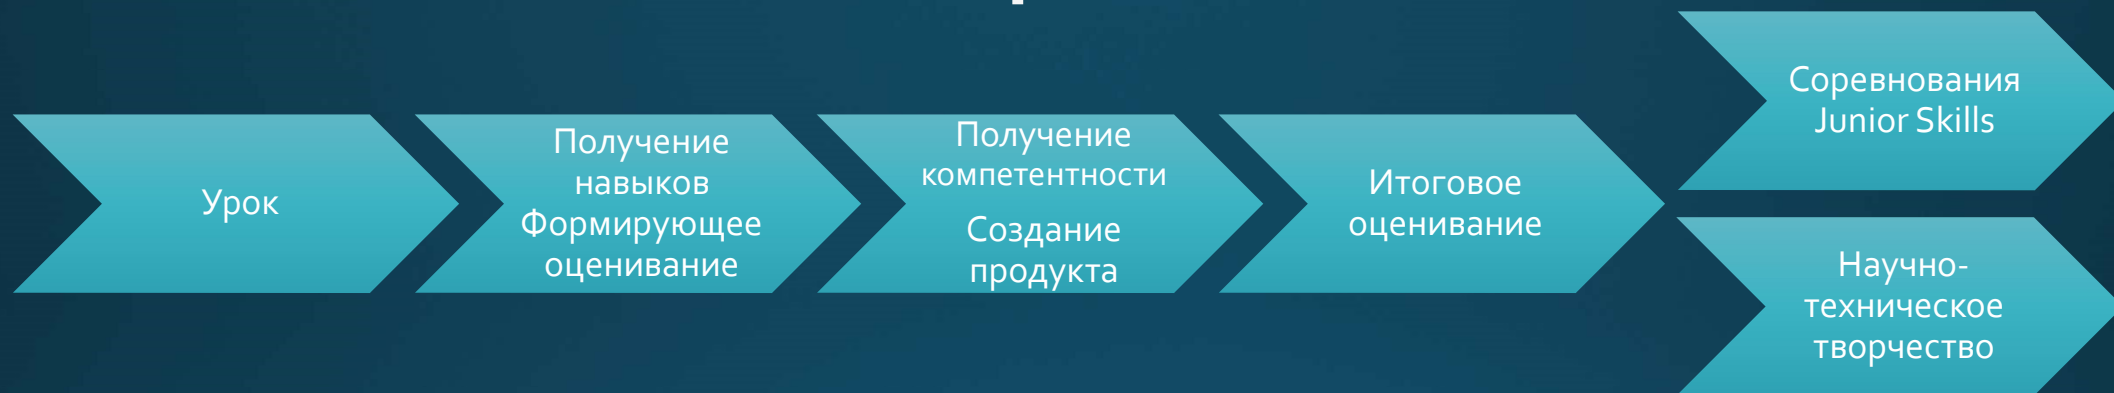 Урок
Получение
навыков
Формирующее
оценивание
Получение
компетентности
Создание
продукта
Итоговое
оценивание
Соревнования
Junior Skills
Научно-
техническое
творчество